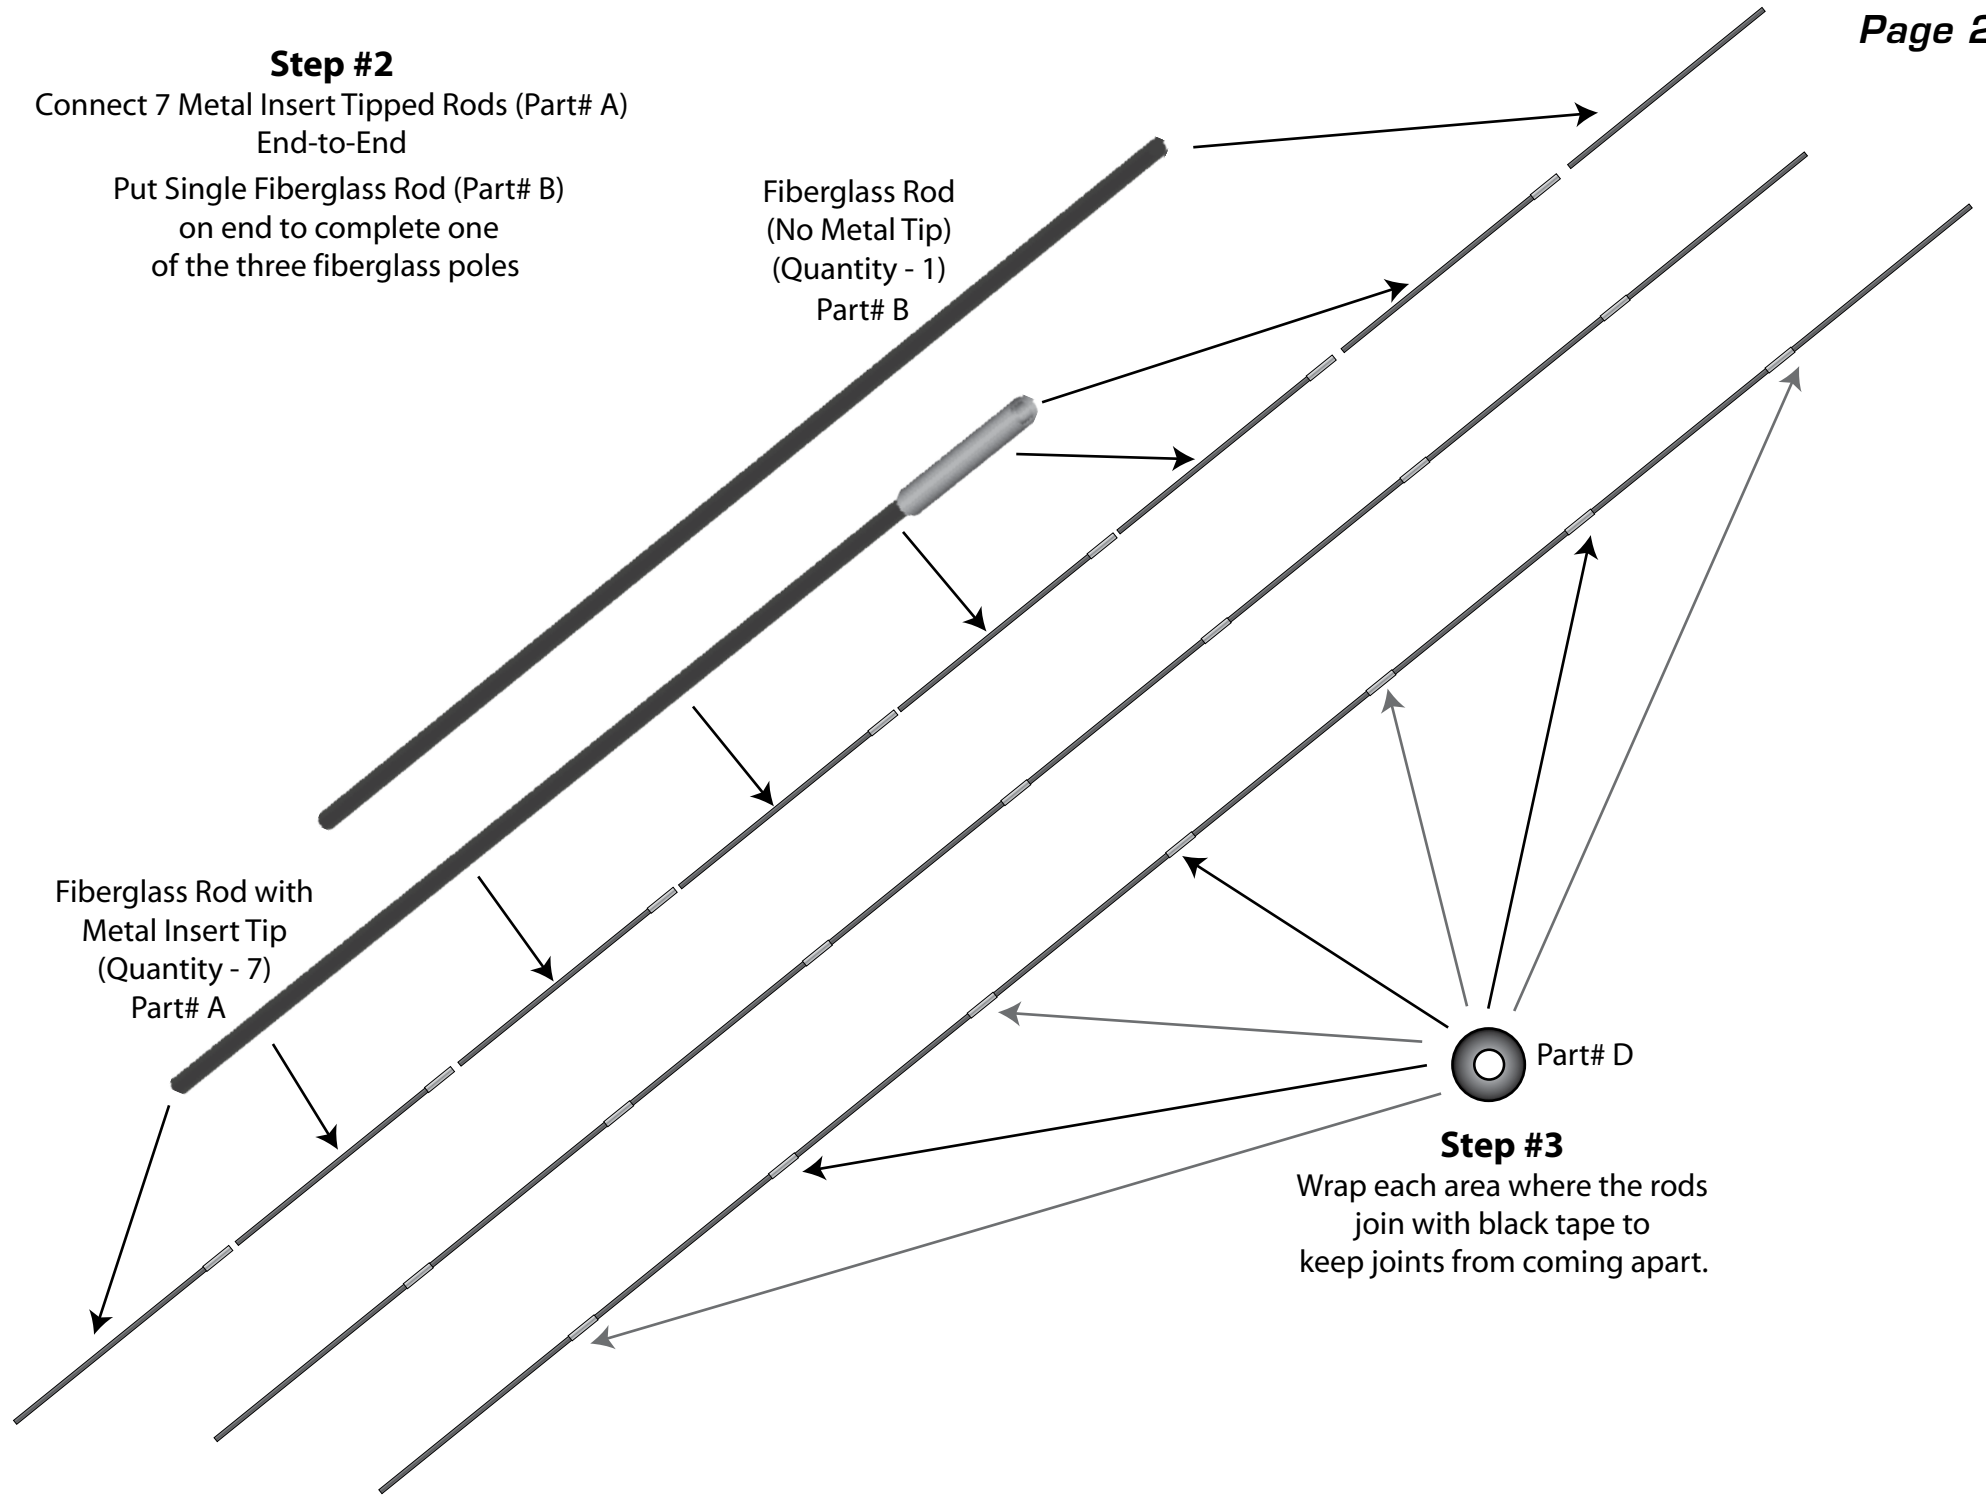 Page 2
Step #2
Connect 7 Metal Insert Tipped Rods (Part# A)
End-to-End
Put Single Fiberglass Rod (Part# B)
on end to complete one
of the three fiberglass poles
Fiberglass Rod
(No Metal Tip)
(Quantity - 1)
Part# B
Fiberglass Rod with
Metal Insert Tip
(Quantity - 7)
Part# A
Part# D
Step #3
Wrap each area where the rods
join with black tape to
keep joints from coming apart.